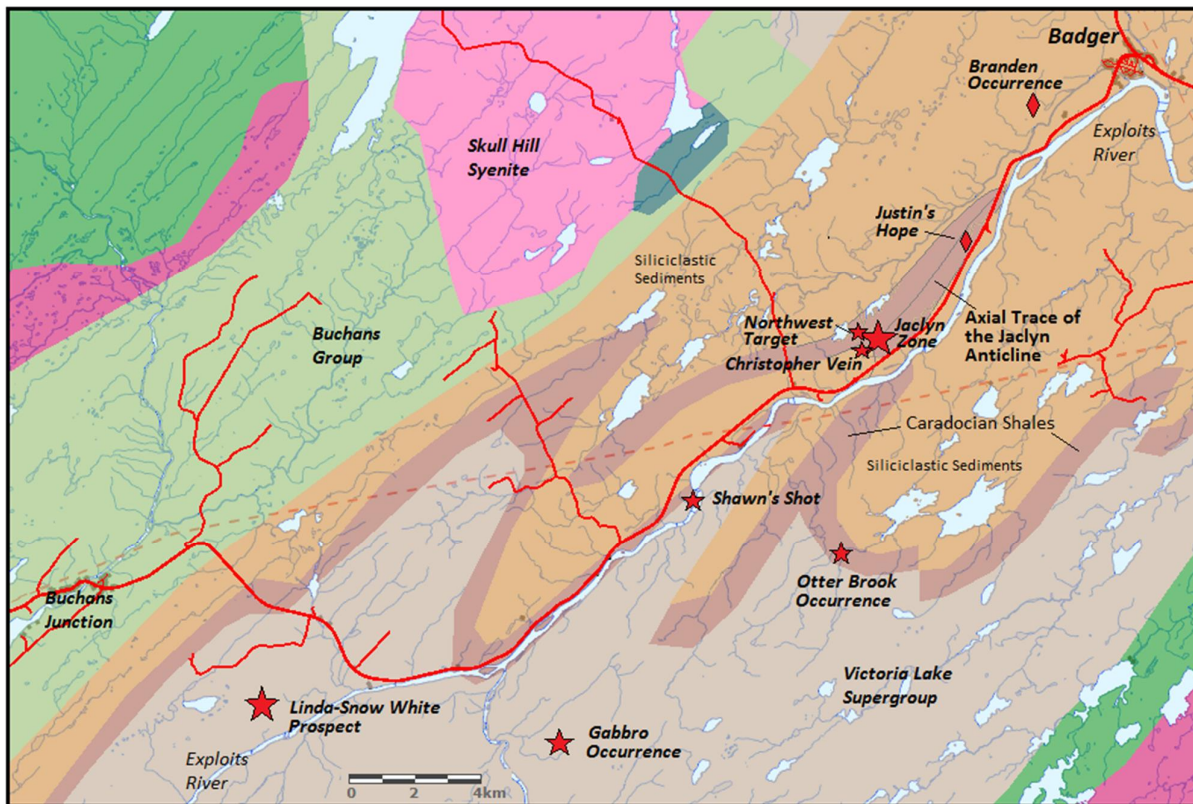 Badger
Branden
Occurrence
Exploits
River
Skull Hill
Syenite
Justin's
Hope
Siliciclastic
Sediments
Axial Trace of
the Jaclyn
Anticline
Northwest
Target
Jaclyn
Zone
Christopher Vein
Buchans
Group
Caradocian Shales
Siliciclastic Sediments
Shawn's Shot
Otter Brook
Occurrence
Buchans
Junction
Victoria Lake
Supergroup
Linda-Snow White
Prospect
Gabbro
Occurrence
Exploits
River
0 2 4km